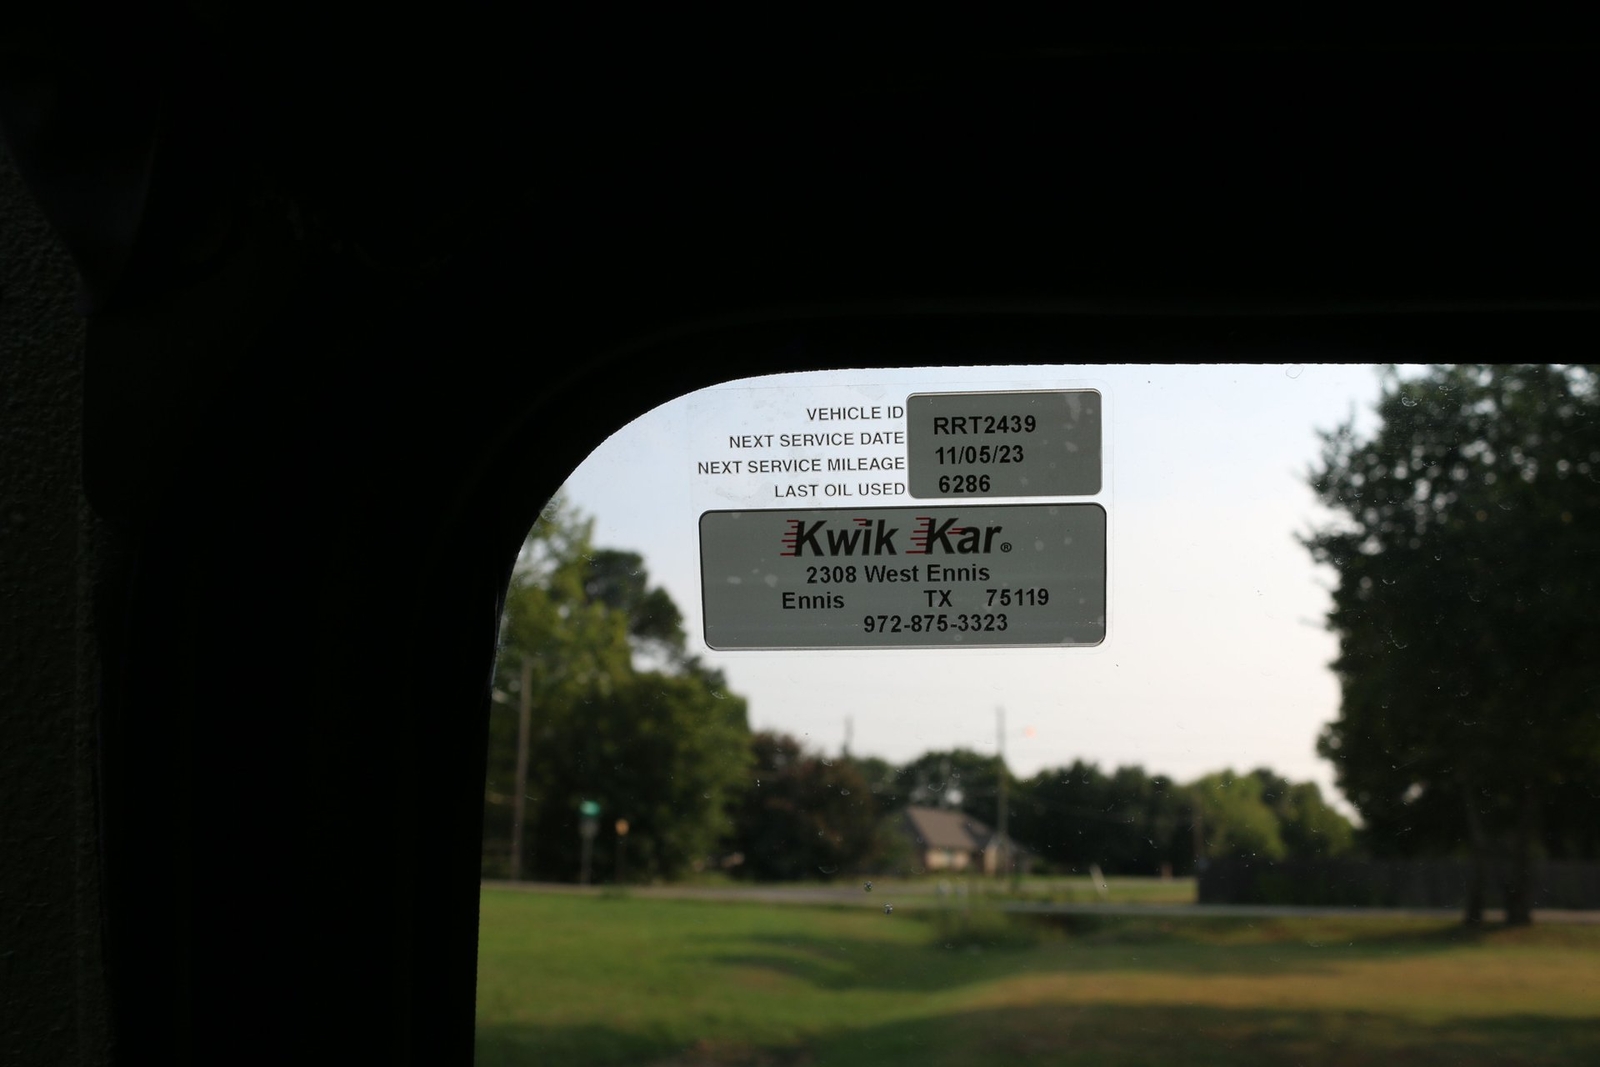 VEHICLE ID RRT2439
NEXT SERVICE DATE 11/05/23
NEXT SERVICE MILEAGE 6286
LAST OIL USED
Kwik Kar®
2308 West Ennis
Ennis TX 75119
972-875-3323